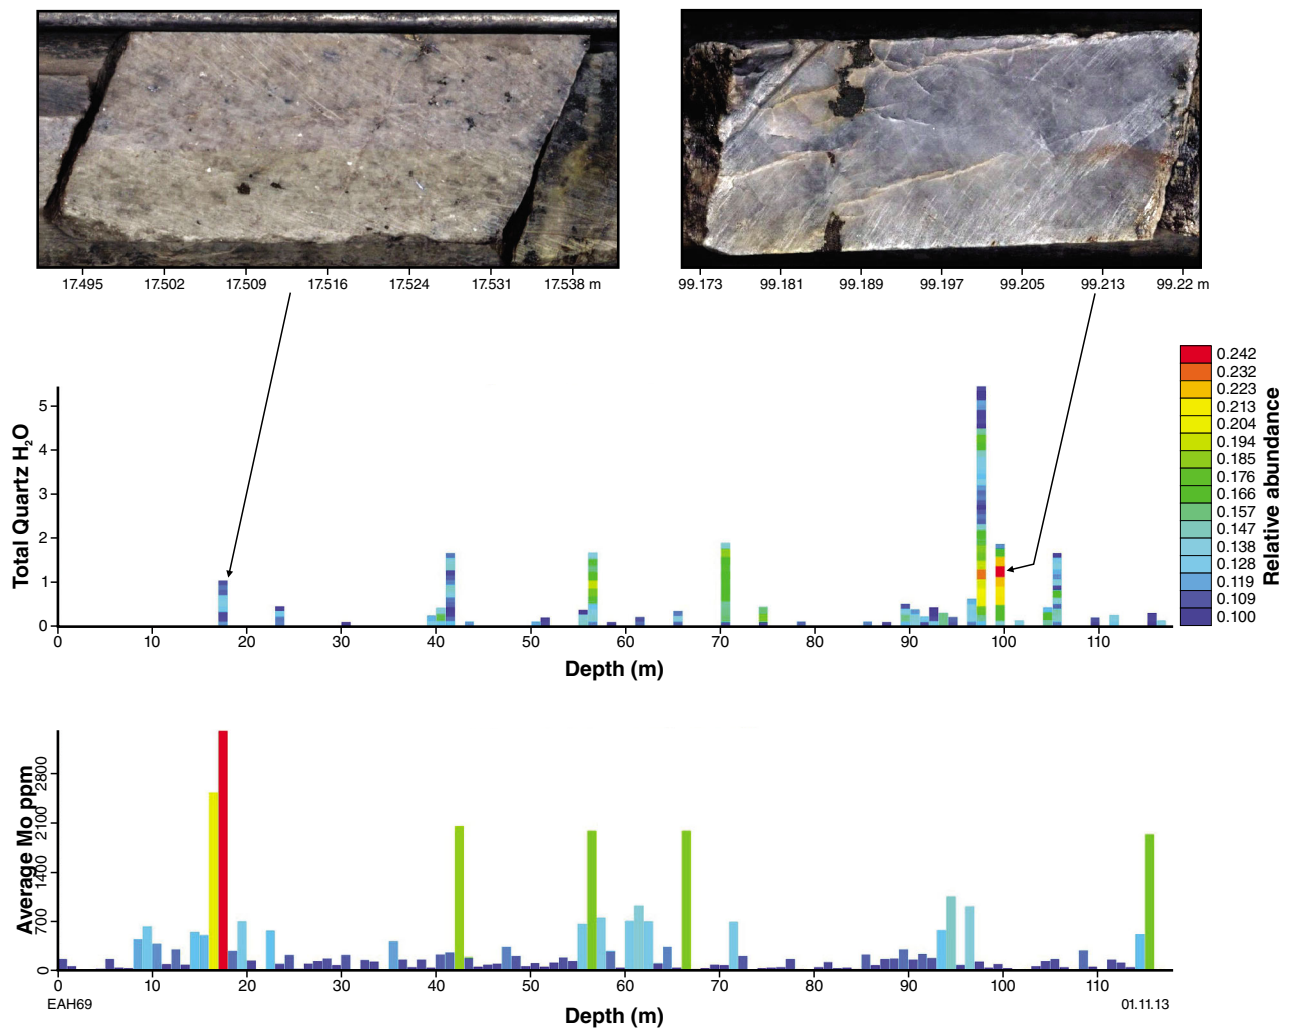 17.495 17.502 17.509 17.516 17.524 17.531 17.538 m
99.173 99.181 99.189 99.197 99.205 99.213 99.22 m
Total Quartz H₂O
5
4
3
2
1
0
0 10 20 30 40 50 60 70 80 90 100 110
Depth (m)
0.242
0.232
0.223
0.213
0.204
0.194
0.185
0.176
0.166
0.157
0.147
0.138
0.128
0.119
0.109
0.100
Relative abundance
Average Mo ppm
2800
2100
1400
700
0
0 10 20 30 40 50 60 70 80 90 100 110
EAH69
Depth (m)
01.11.13